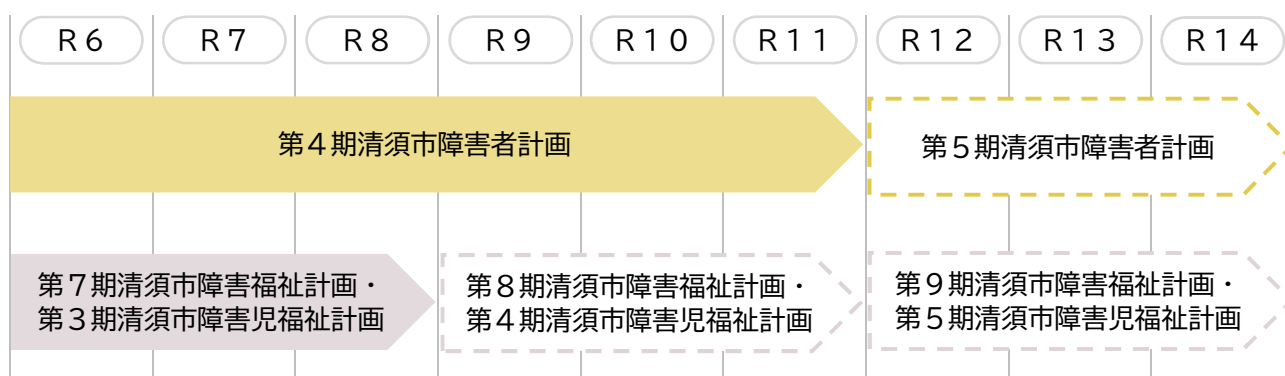 R6
R7
R8
R9
R10
R11
R12
R13
R14
第4期清須市障害者計画
第5期清須市障害者計画
第7期清須市障害福祉計画・
第3期清須市障害児福祉計画
第8期清須市障害福祉計画・
第4期清須市障害児福祉計画
第9期清須市障害福祉計画・
第5期清須市障害児福祉計画